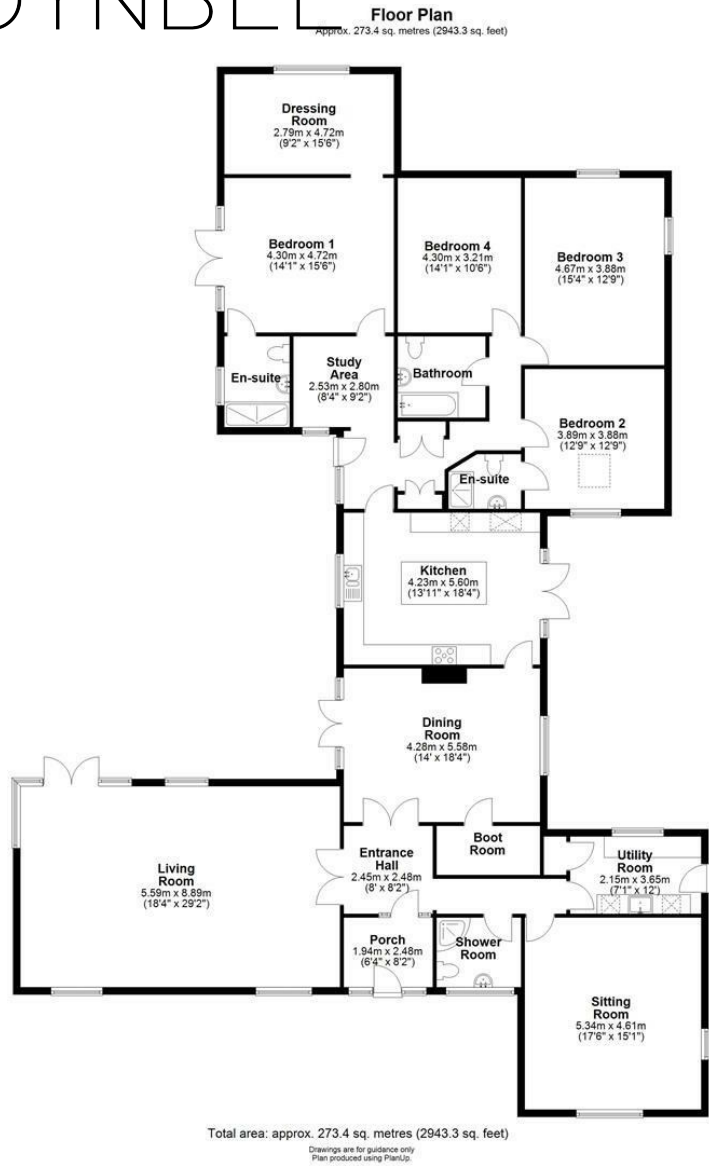 Floor Plan
Approx. 273.4 sq. metres (2943.3 sq. feet)
Dressing
Room
2.79m x 4.72m
(9'2" x 15'6")
Bedroom 1
4.30m x 4.72m
(14'1" x 15'6")
Bedroom 4
4.30m x 3.21m
(14'1" x 10'6")
Bedroom 3
4.67m x 3.88m
(15'4" x 12'9")
En-suite
Study
Area
2.53m x 2.80m
(8'4" x 9'2")
Bathroom
Bedroom 2
3.89m x 3.88m
(12'9" x 12'9")
En-suite
Kitchen
4.23m x 5.60m
(13'11" x 18'4")
Dining
Room
4.28m x 5.58m
(14' x 18'4")
Living
Room
5.59m x 8.89m
(18'4" x 29'2")
Entrance
Hall
2.45m x 2.48m
(8' x 8'2")
Boot
Room
Utility
Room
2.15m x 3.65m
(7'1" x 12')
Porch
1.94m x 2.48m
(6'4" x 8'2")
Shower
Room
Sitting
Room
5.34m x 4.61m
(17'6" x 15'1")
Total area: approx. 273.4 sq. metres (2943.3 sq. feet)
Drawings are for guidance only
Plan produced using PlanUp.